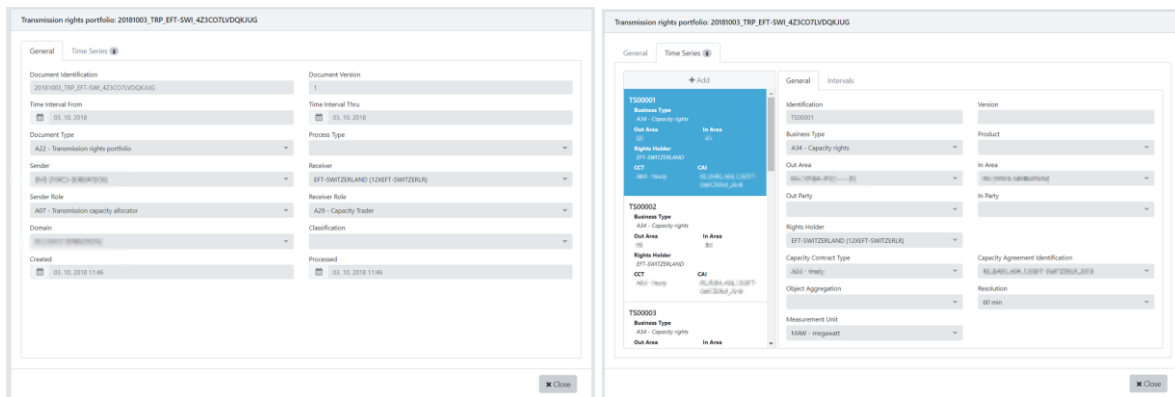 Transmission rights portfolio: 20181003_TRP_EFT-SWI_4Z3CO7LVDQKJUG
General Time Series 8
Document Identification Document Version
20181003_TRP_EFT-SWI_4Z3CO7LVDQKJUG 1
Time Interval From Time Interval Thru
03. 10. 2018 03. 10. 2018
Document Type Process Type
A22 - Transmission rights portfolio
Sender Receiver
EFT-SWITZERLAND (12XEFT-SWITZERLR)
Sender Role Receiver Role
A07 - Transmission capacity allocator A29 - Capacity Trader
Domain Classification
Created Processed
03. 10. 2018 11:46 03. 10. 2018 11:46
Close
Transmission rights portfolio: 20181003_TRP_EFT-SWI_4Z3CO7LVDQKJUG
General Time Series 8
+ Add
TS00001
Business Type
A34 - Capacity rights
Out Area In Area
Rights Holder
EFT-SWITZERLAND
CCT CAI
TS00002
Business Type
A34 - Capacity rights
Out Area In Area
Rights Holder
EFT-SWITZERLAND
CCT CAI
TS00003
Business Type
A34 - Capacity rights
Out Area In Area
General Intervals
Identification Version
TS00001
Business Type Product
A34 - Capacity rights
Out Area In Area
Out Party In Party
Rights Holder
EFT-SWITZERLAND (12XEFT-SWITZERLR)
Capacity Contract Type Capacity Agreement Identification
Object Aggregation Resolution
60 min
Measurement Unit
MAW - megawatt
Close